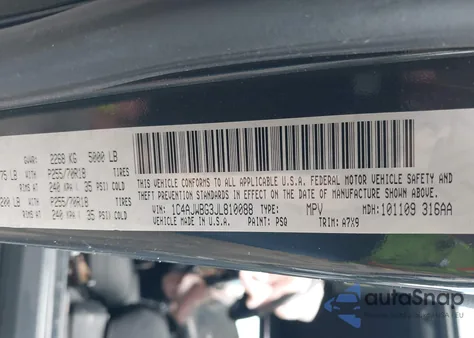 GVWR: 2268 KG 5000 LB
75 LB P255/70R18 TIRES
RIMS AT 240 KPA/ 35 PSI COLD
200 LB P255/70R18 TIRES
RIMS AT 240 KPA/ 35 PSI COLD
THIS VEHICLE CONFORMS TO ALL APPLICABLE U.S.A. FEDERAL MOTOR VEHICLE SAFETY AND
THEFT PREVENTION STANDARDS IN EFFECT ON THE DATE OF MANUFACTURE SHOWN ABOVE.
VIN: 1C4AJWBG3JL810088 TYPE: MPV MDH: 101109 316AA
VEHICLE MADE IN U.S.A. PAINT: PSQ TRIM: A7X9
autoSnap